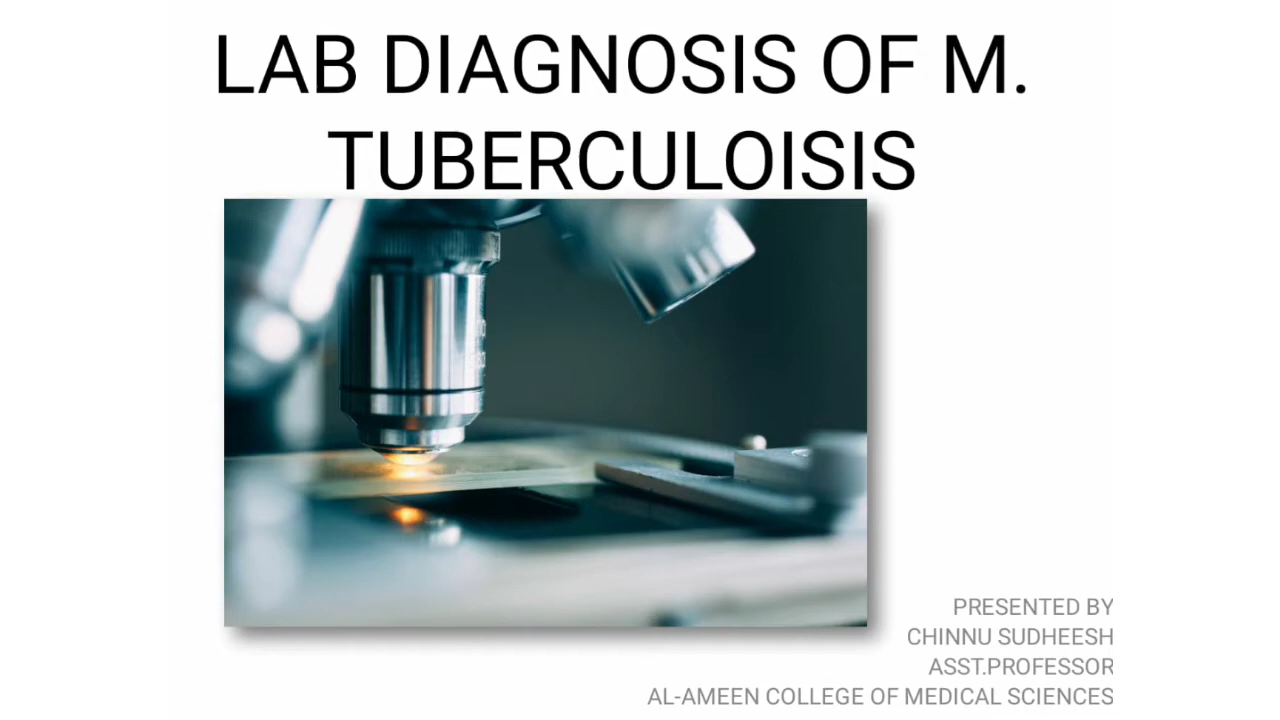 LAB DIAGNOSIS OF M.
TUBERCULOISIS
PRESENTED BY
CHINNU SUDHEESH
ASST.PROFESSOR
AL-AMEEN COLLEGE OF MEDICAL SCIENCES